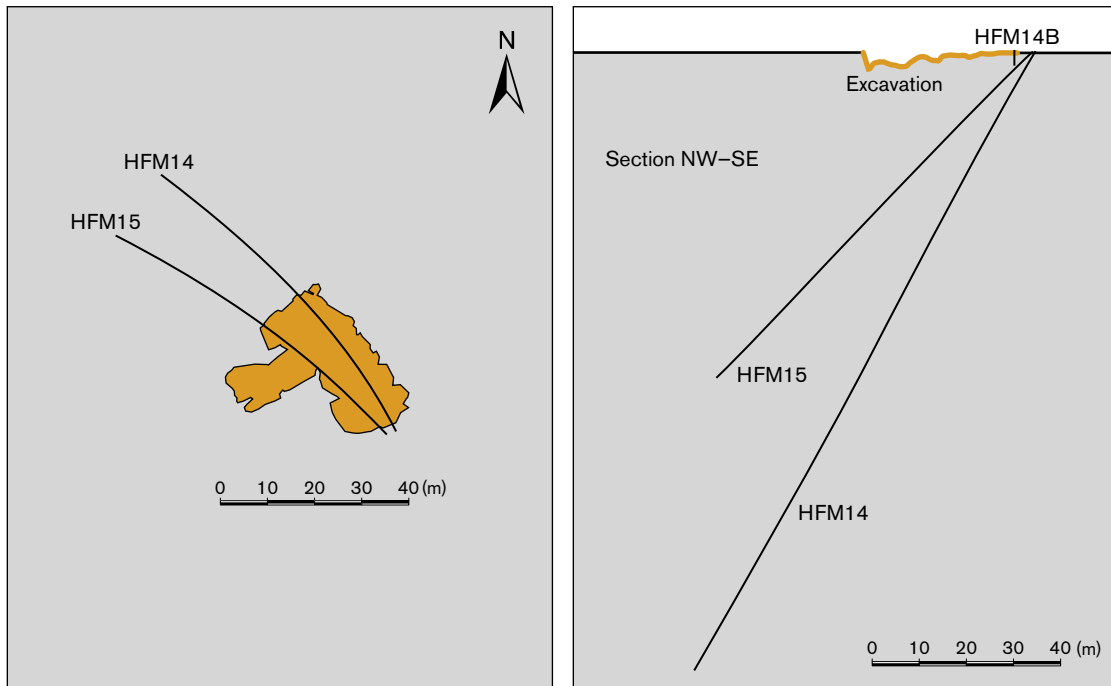 N
HFM14
HFM15
0 10 20 30 40 (m)
HFM14B
Excavation
Section NW–SE
HFM15
HFM14
0 10 20 30 40 (m)